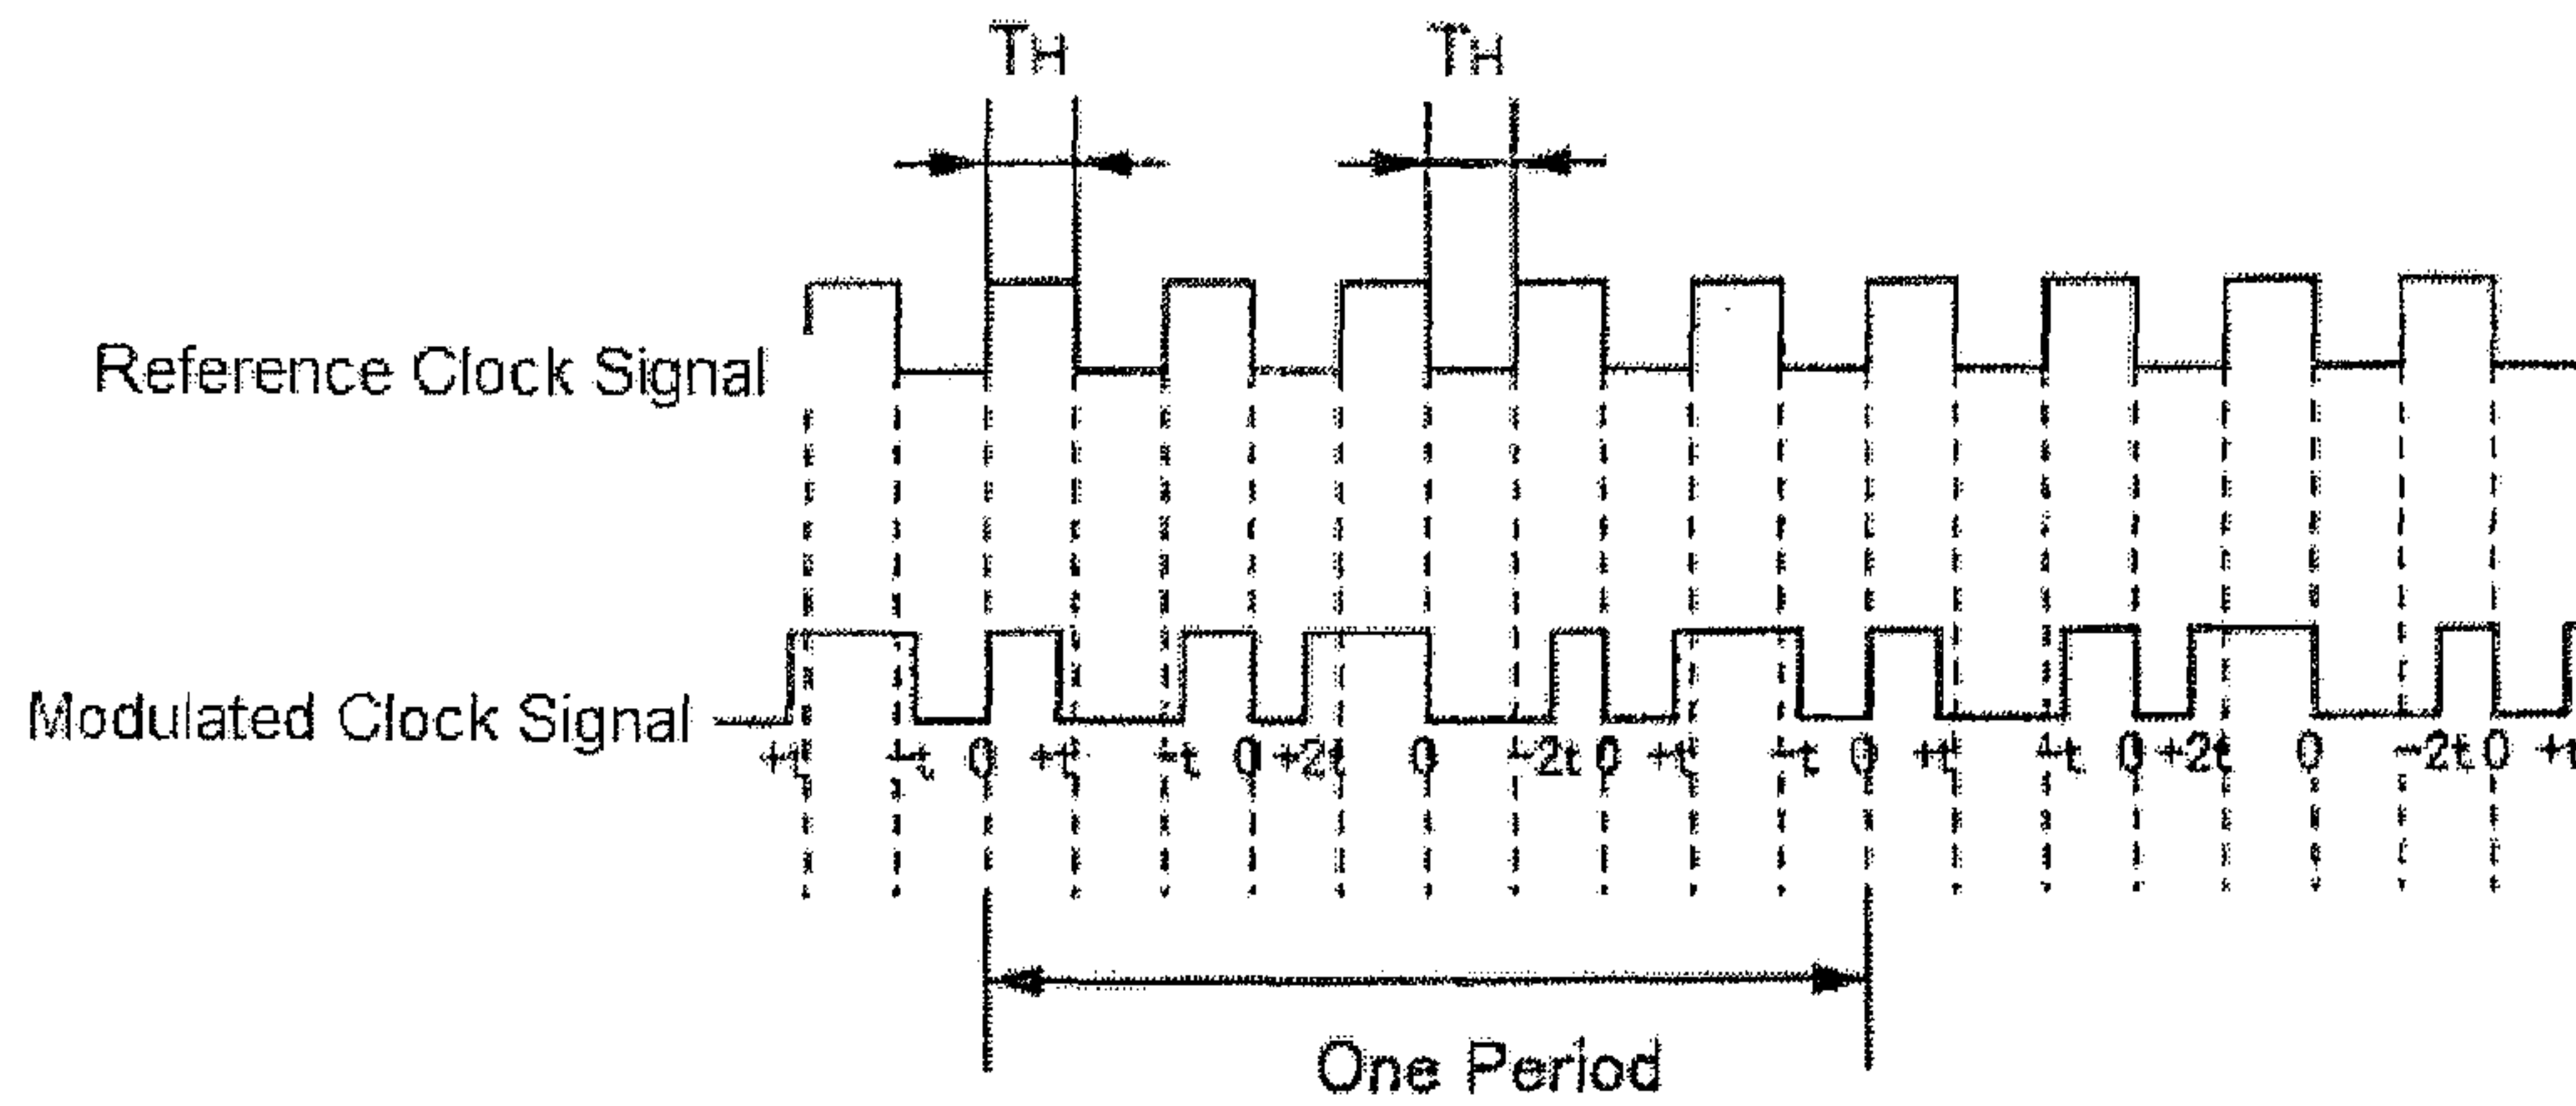 TH TH
Reference Clock Signal
Modulated Clock Signal
+t -t 0 +t -t 0 +2t 0 -2t 0 +t -t 0 +t -t 0 +2t 0 -2t 0 +t
One Period